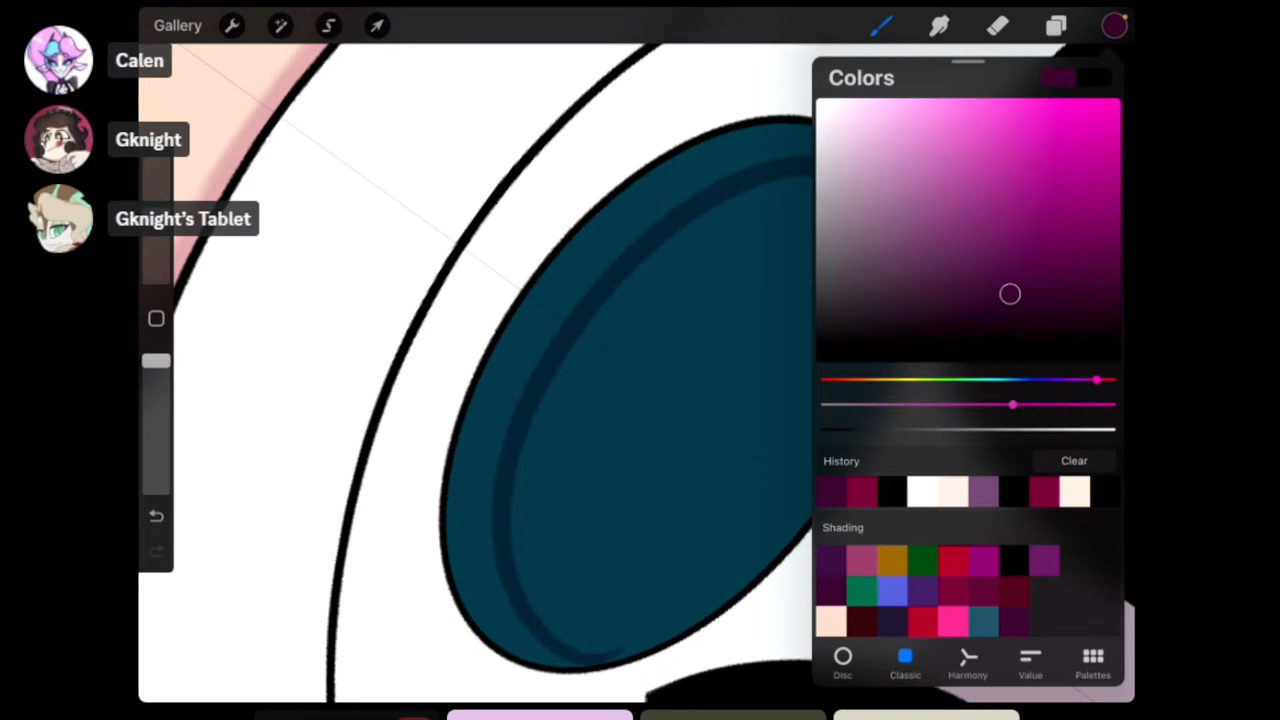 Gallery
Calen
Gknight
Gknight's Tablet
Colors
History
Clear
Shading
Disc
Classic
Harmony
Value
Palettes